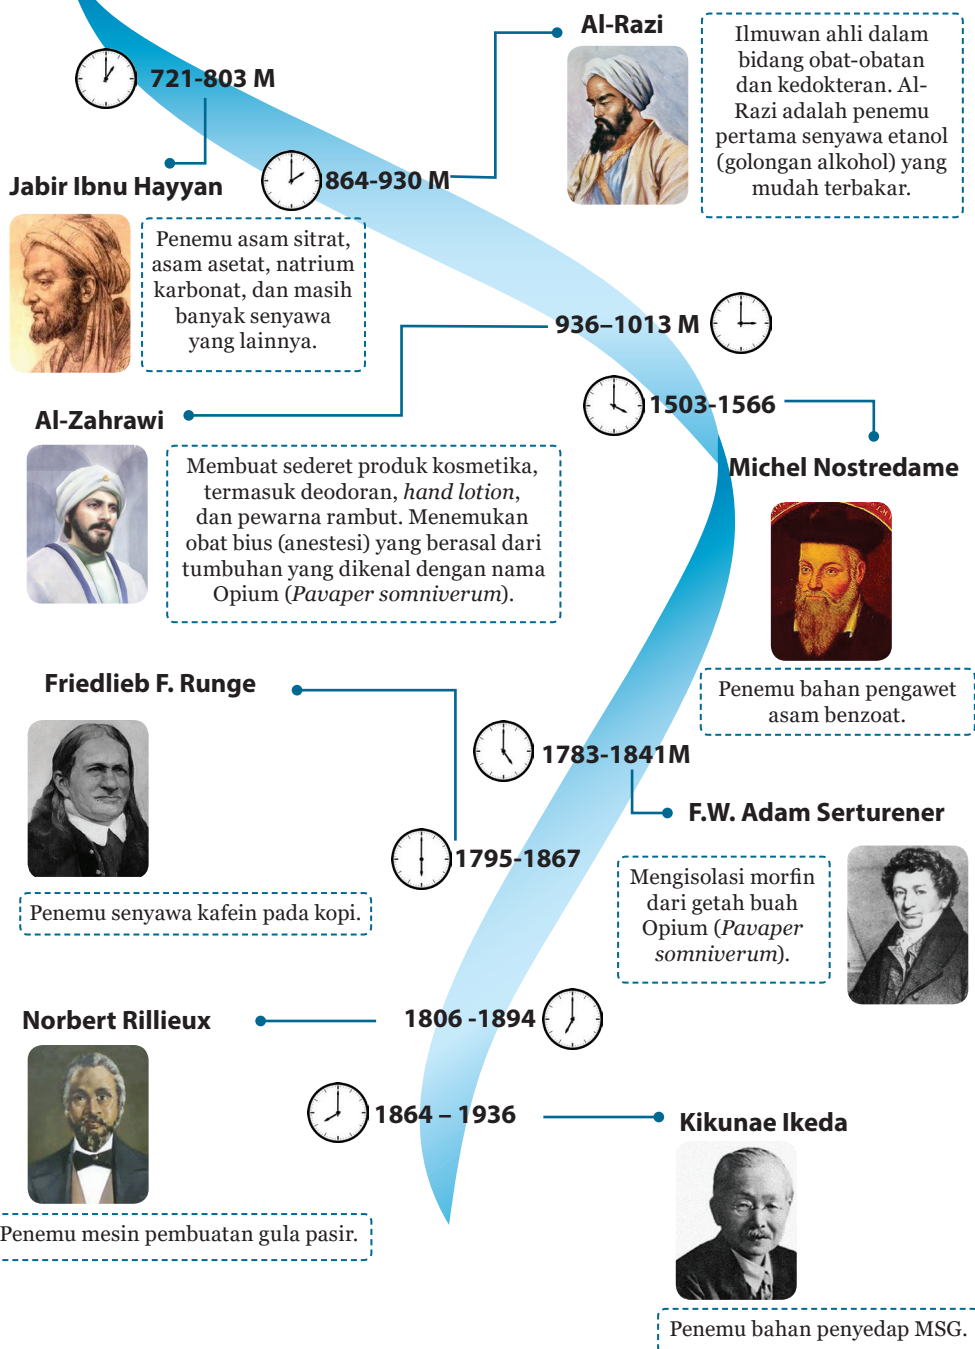 721-803 M
Jabir Ibnu Hayyan
Penemu asam sitrat,
asam asetat, natrium
karbonat, dan masih
banyak senyawa
yang lainnya.
864-930 M
Al-Razi
Ilmuwan ahli dalam
bidang obat-obatan
dan kedokteran. Al-
Razi adalah penemu
pertama senyawa etanol
(golongan alkohol) yang
mudah terbakar.
936–1013 M
Al-Zahrawi
Membuat sederet produk kosmetika,
termasuk deodoran, hand lotion,
dan pewarna rambut. Menemukan
obat bius (anestesi) yang berasal dari
tumbuhan yang dikenal dengan nama
Opium (Pavaper somniverum).
1503-1566
Michel Nostredame
Penemu bahan pengawet
asam benzoat.
1783-1841M
F.W. Adam Serturener
Mengisolasi morfin
dari getah buah
Opium (Pavaper
somniverum).
Friedlieb F. Runge
1795-1867
Penemu senyawa kafein pada kopi.
Norbert Rillieux
1806 -1894
Penemu mesin pembuatan gula pasir.
1864 – 1936
Kikunae Ikeda
Penemu bahan penyedap MSG.